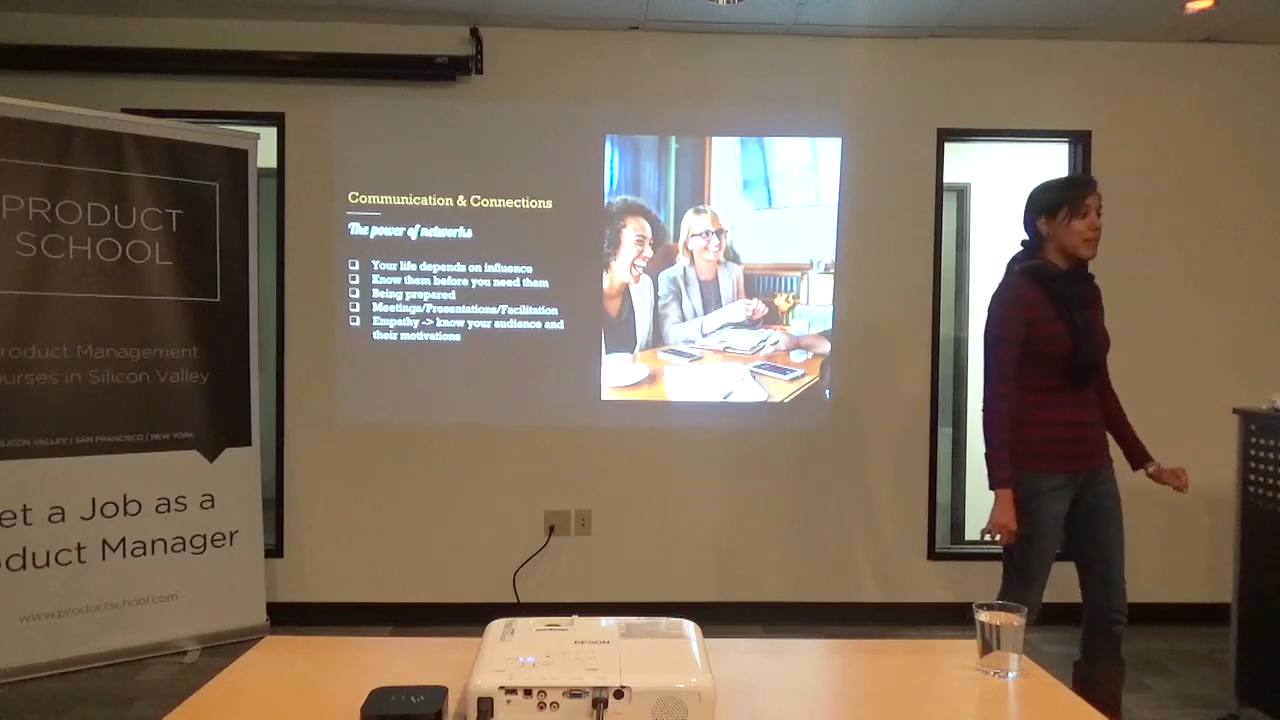 PRODUCT
SCHOOL
roduct Management
ourses in Silicon Valley
SILICON VALLEY | SAN FRANCISCO | NEW YORK
et a Job as a
oduct Manager
www.productschool.com
Communication & Connections
The power of networks
Your life depends on influence
Know them before you need them
Being prepared
Meetings/Presentations/Facilitation
Empathy -> know your audience and
their motivations
EPSON